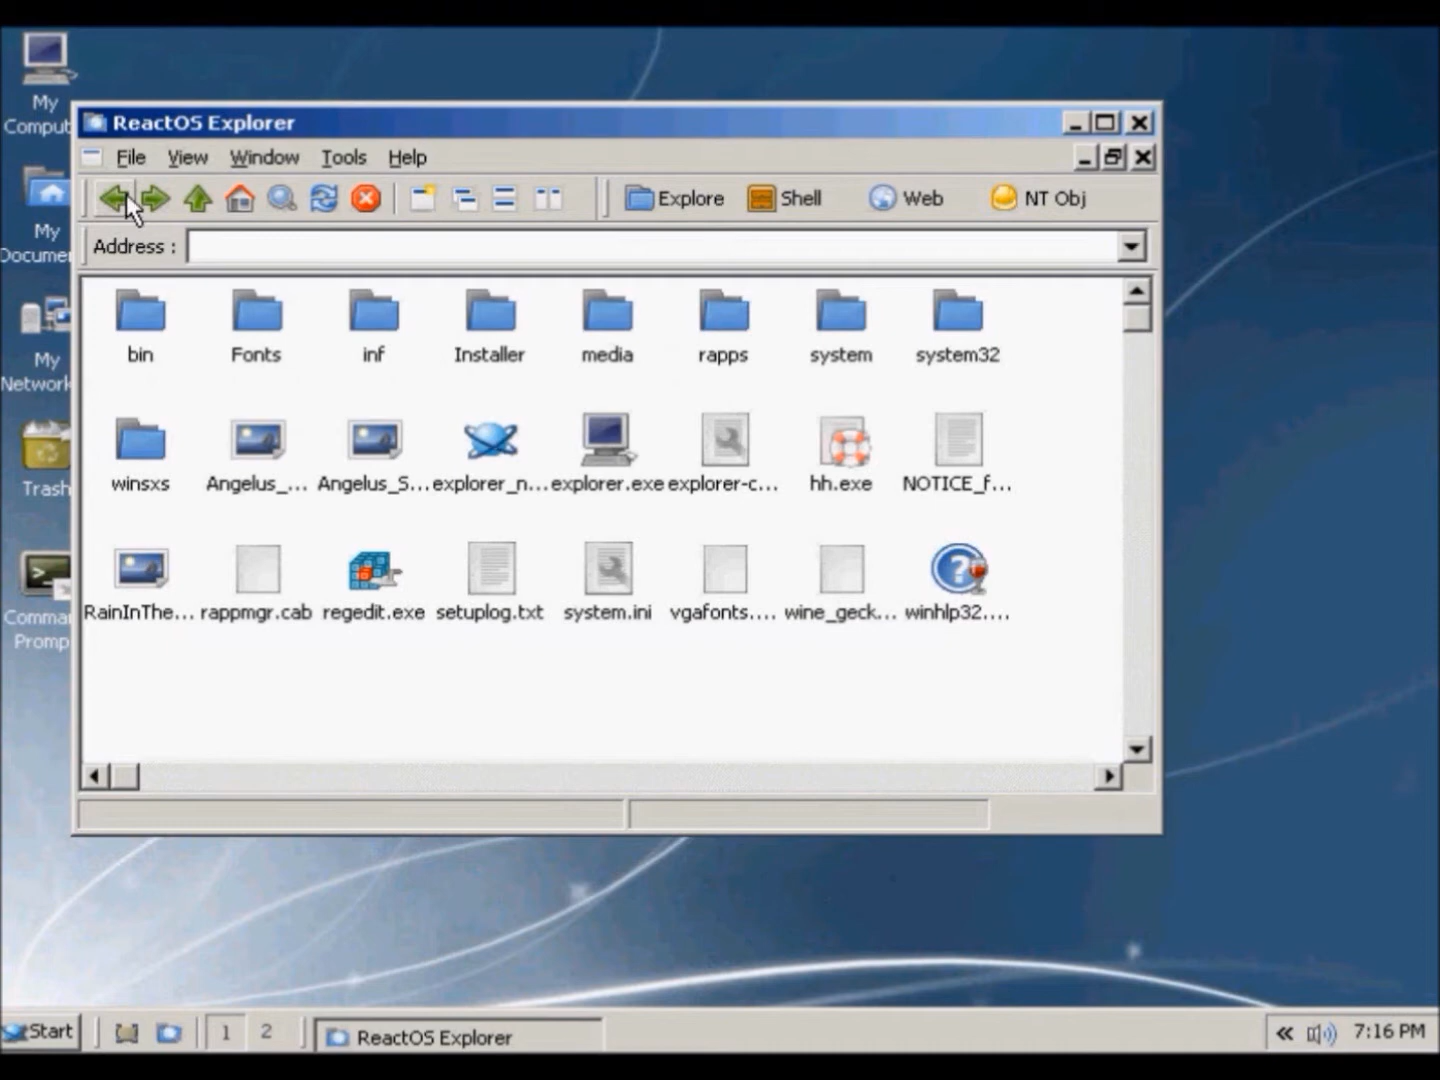 My
Comput
My
Documen
My
Network
Trash
Comma
Promp
ReactOS Explorer
File View Window Tools Help
Explore Shell Web NT Obj
Address :
bin Fonts inf Installer media rapps system system32
winsxs Angelus_... Angelus_S... explorer_n... explorer.exe explorer-c... hh.exe NOTICE_f...
RainInThe... rappmgr.cab regedit.exe setuplog.txt system.ini vgafonts.... wine_geck... winhlp32....
Start 1 2 ReactOS Explorer 7:16 PM